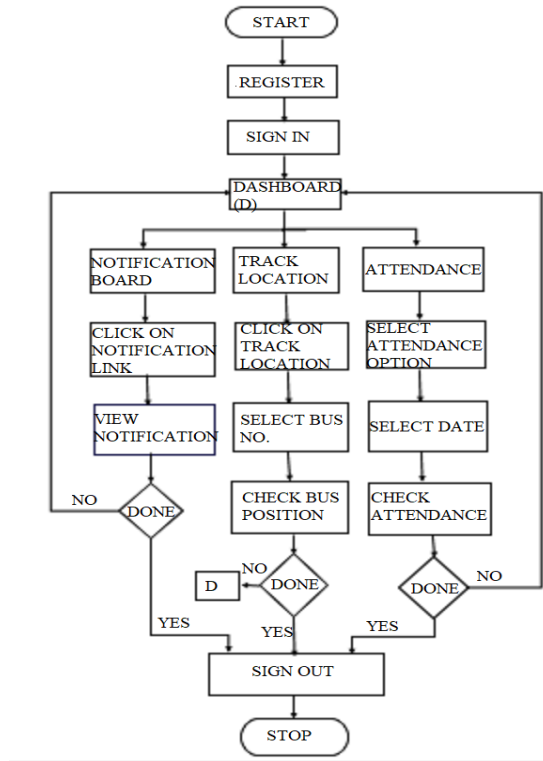 START
REGISTER
SIGN IN
DASHBOARD
(D)
NOTIFICATION
BOARD
CLICK ON
NOTIFICATION
LINK
VIEW
NOTIFICATION
NO
DONE
YES
TRACK
LOCATION
CLICK ON
TRACK
LOCATION
SELECT BUS
NO.
CHECK BUS
POSITION
NO
D
DONE
YES
ATTENDANCE
SELECT
ATTENDANCE
OPTION
SELECT DATE
CHECK
ATTENDANCE
NO
DONE
YES
SIGN OUT
STOP